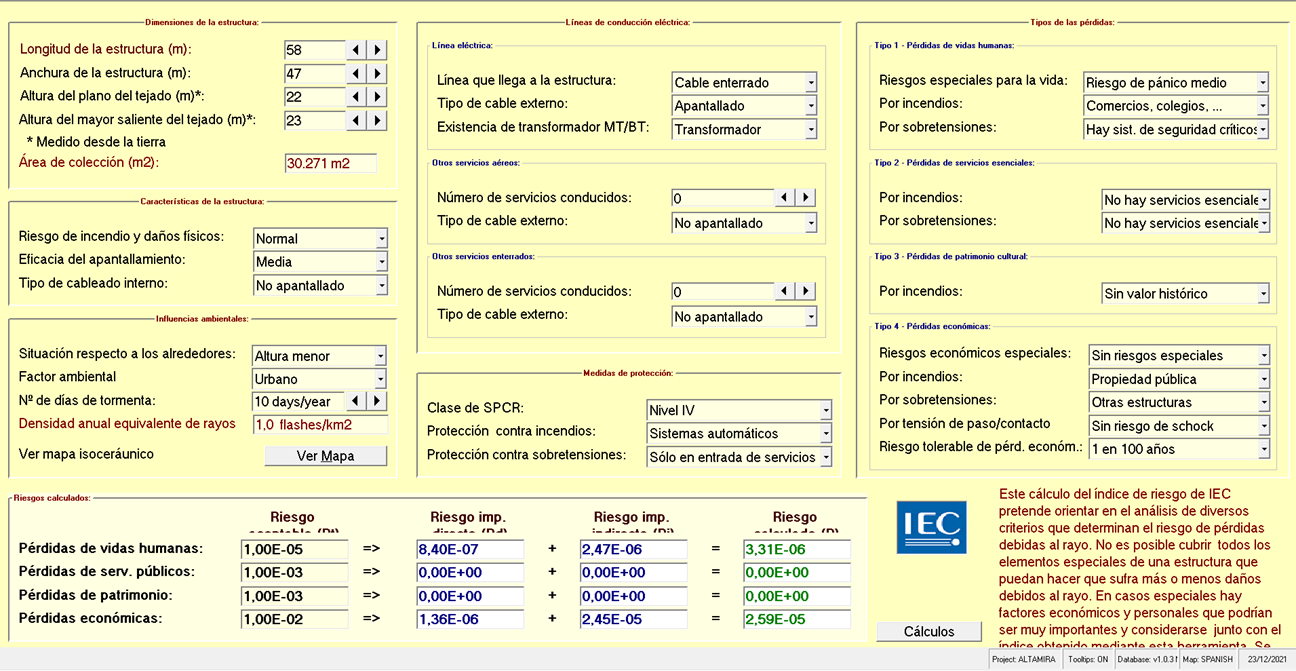 Dimensiones de la estructura:
Longitud de la estructura (m): 58
Anchura de la estructura (m): 47
Altura del plano del tejado (m)*: 22
Altura del mayor saliente del tejado (m)*: 23
* Medido desde la tierra
Área de colección (m2): 30.271 m2
Características de la estructura:
Riesgo de incendio y daños físicos: Normal
Eficacia del apantallamiento: Media
Tipo de cableado interno: No apantallado
Influencias ambientales:
Situación respecto a los alrededores: Altura menor
Factor ambiental Urbano
Nº de días de tormenta: 10 days/year
Densidad anual equivalente de rayos 1,0 flashes/km2
Ver mapa isoceráunico Ver Mapa
Líneas de conducción eléctrica:
Línea eléctrica:
Línea que llega a la estructura: Cable enterrado
Tipo de cable externo: Apantallado
Existencia de transformador MT/BT: Transformador
Otros servicios aéreos:
Número de servicios conducidos: 0
Tipo de cable externo: No apantallado
Otros servicios enterrados:
Número de servicios conducidos: 0
Tipo de cable externo: No apantallado
Medidas de protección:
Clase de SPCR: Nivel IV
Protección contra incendios: Sistemas automáticos
Protección contra sobretensiones: Sólo en entrada de servicios
Tipos de las pérdidas:
Tipo 1 - Pérdidas de vidas humanas:
Riesgos especiales para la vida: Riesgo de pánico medio
Por incendios: Comercios, colegios, ...
Por sobretensiones: Hay sist. de seguridad críticos
Tipo 2 - Pérdidas de servicios esenciales:
Por incendios: No hay servicios esenciale
Por sobretensiones: No hay servicios esenciale
Tipo 3 - Pérdidas de patrimonio cultural:
Por incendios: Sin valor histórico
Tipo 4 - Pérdidas económicas:
Riesgos económicos especiales: Sin riesgos especiales
Por incendios: Propiedad pública
Por sobretensiones: Otras estructuras
Por tensión de paso/contacto Sin riesgo de schock
Riesgo tolerable de pérd. económ.: 1 en 100 años
Riesgos calculados:
Riesgo Riesgo imp. Riesgo imp. Riesgo
aceptable (Rt) directo (Rd) indirecto (Ri) calculado (R)
Pérdidas de vidas humanas: 1,00E-05 => 8,40E-07 + 2,47E-06 = 3,31E-06
Pérdidas de serv. públicos: 1,00E-03 => 0,00E+00 + 0,00E+00 = 0,00E+00
Pérdidas de patrimonio: 1,00E-03 => 0,00E+00 + 0,00E+00 = 0,00E+00
Pérdidas económicas: 1,00E-02 => 1,36E-06 + 2,45E-05 = 2,59E-05
IEC
Cálculos
Este cálculo del índice de riesgo de IEC
pretende orientar en el análisis de diversos
criterios que determinan el riesgo de pérdidas
debidas al rayo. No es posible cubrir todos los
elementos especiales de una estructura que
puedan hacer que sufra más o menos daños
debidos al rayo. En casos especiales hay
factores económicos y personales que podrían
ser muy importantes y considerarse junto con el
índice obtenido mediante esta herramienta. Se
Project: ALTAMIRA Tooltips: ON Database: v1.0.3 Map: SPANISH 23/12/2021